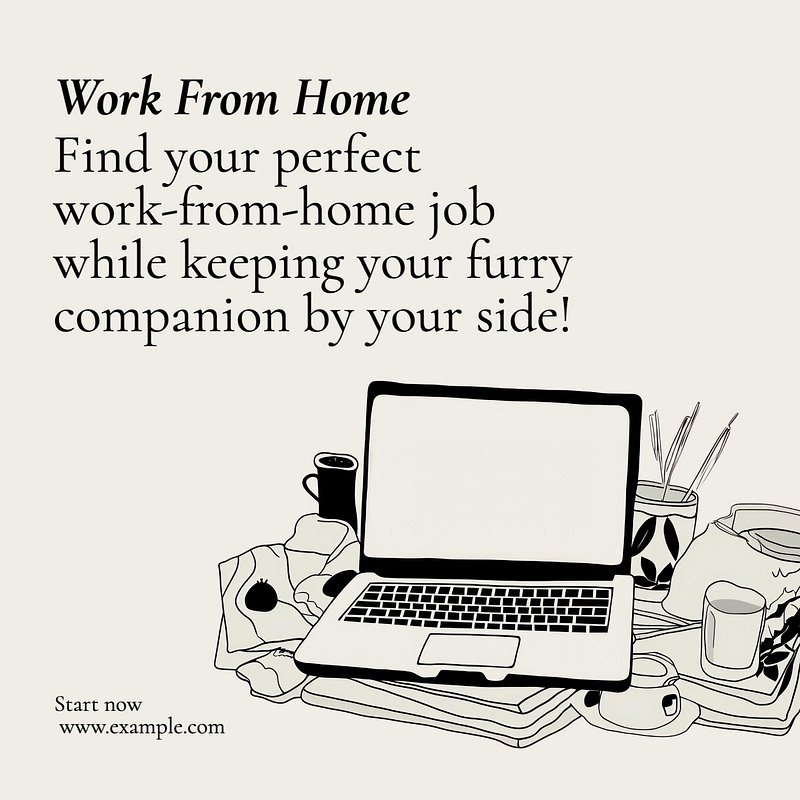 Work From Home
Find your perfect
work-from-home job
while keeping your furry
companion by your side!
Start now
www.example.com